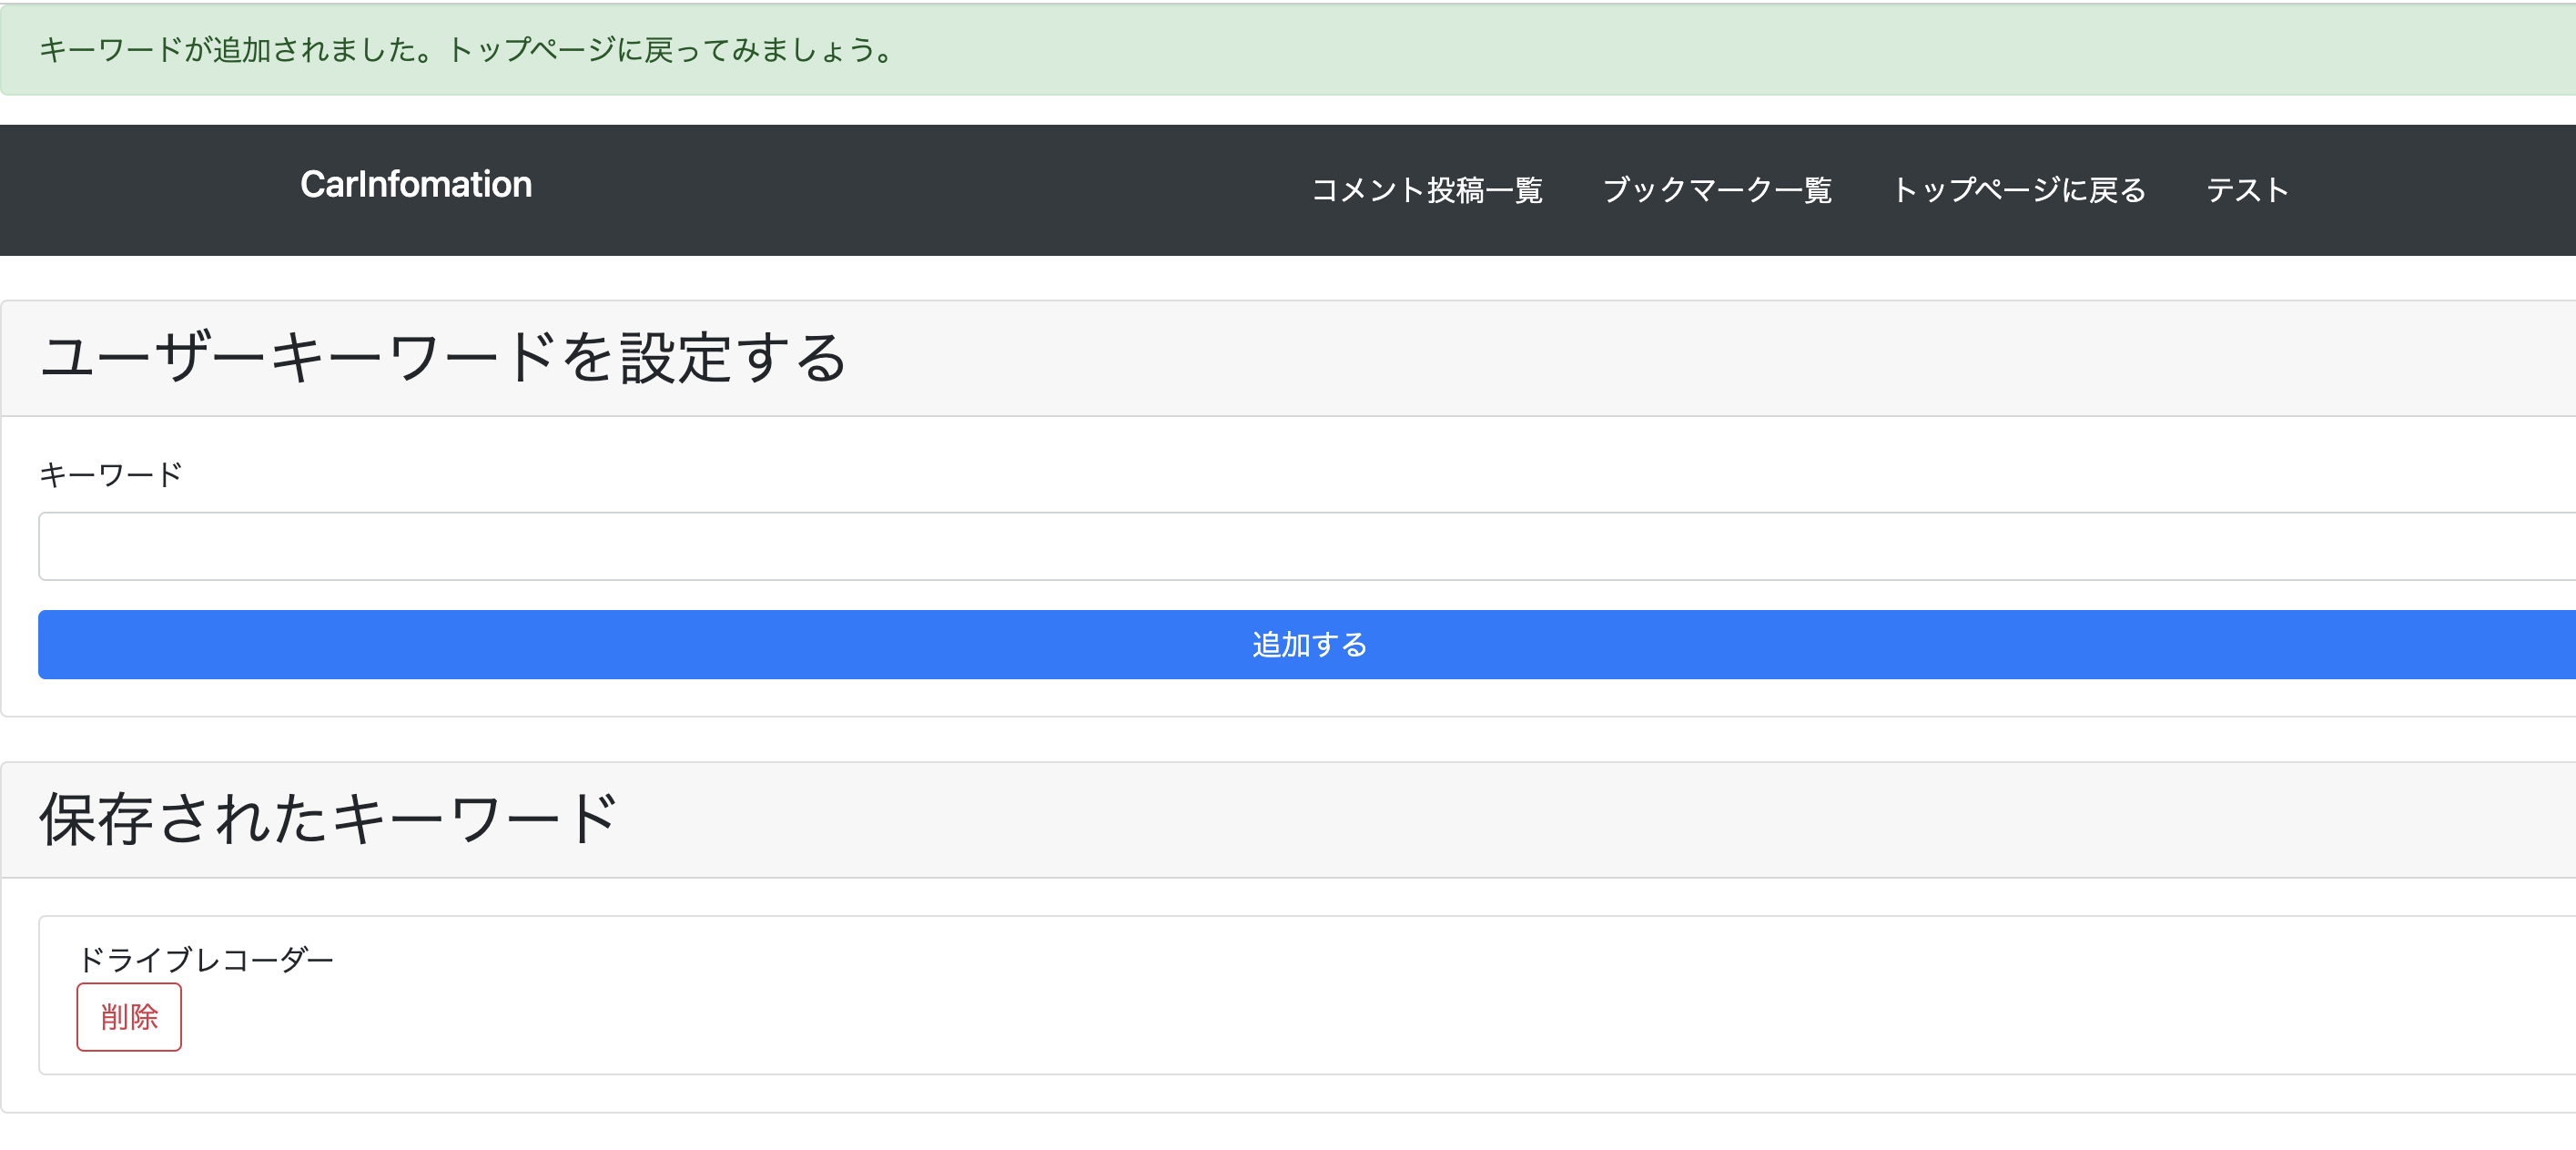 キーワードが追加されました。トップページに戻ってみましょう。
CarInfomation
コメント投稿一覧 ブックマーク一覧 トップページに戻る テスト
ユーザーキーワードを設定する
キーワード
追加する
保存されたキーワード
ドライブレコーダー
削除